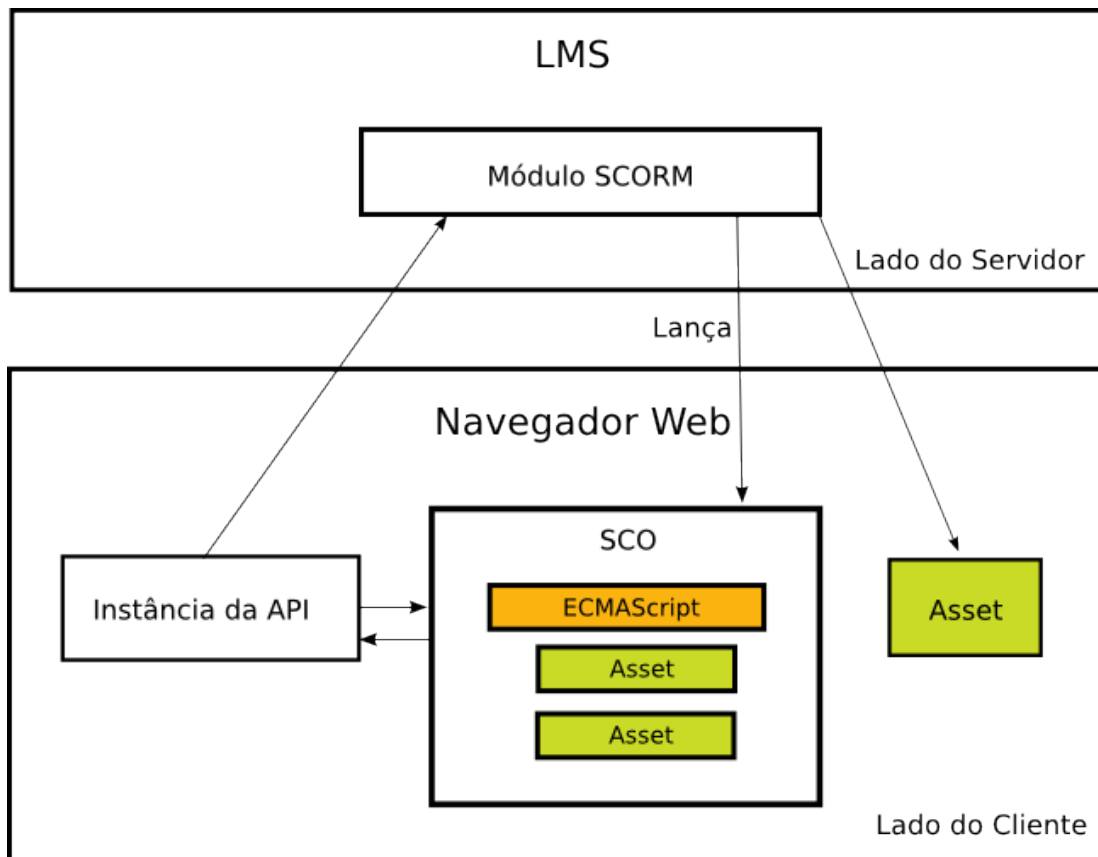 LMS
Módulo SCORM
Lado do Servidor
Lança
Navegador Web
SCO
Instância da API
ECMAScript
Asset
Asset
Asset
Lado do Cliente